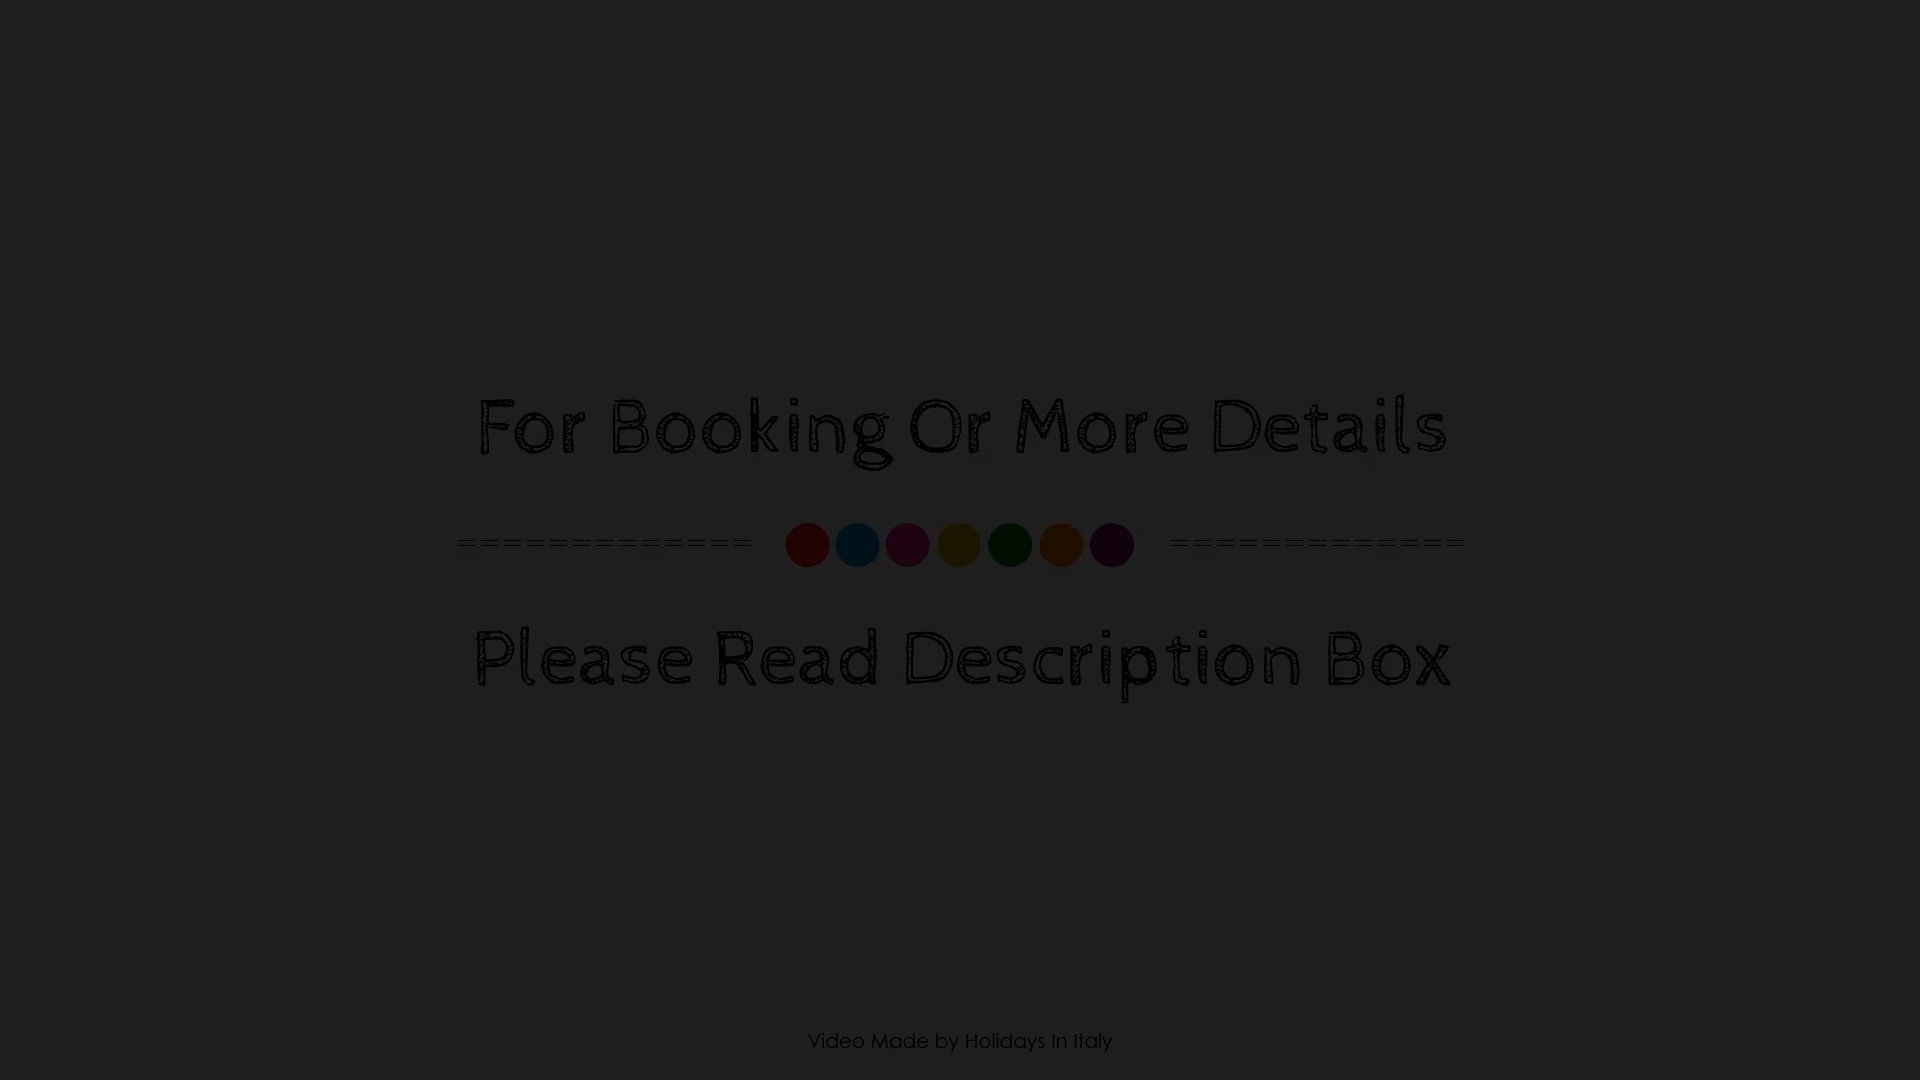 For Booking Or More Details
============= =============
Please Read Description Box
Video Made by Holidays In Italy